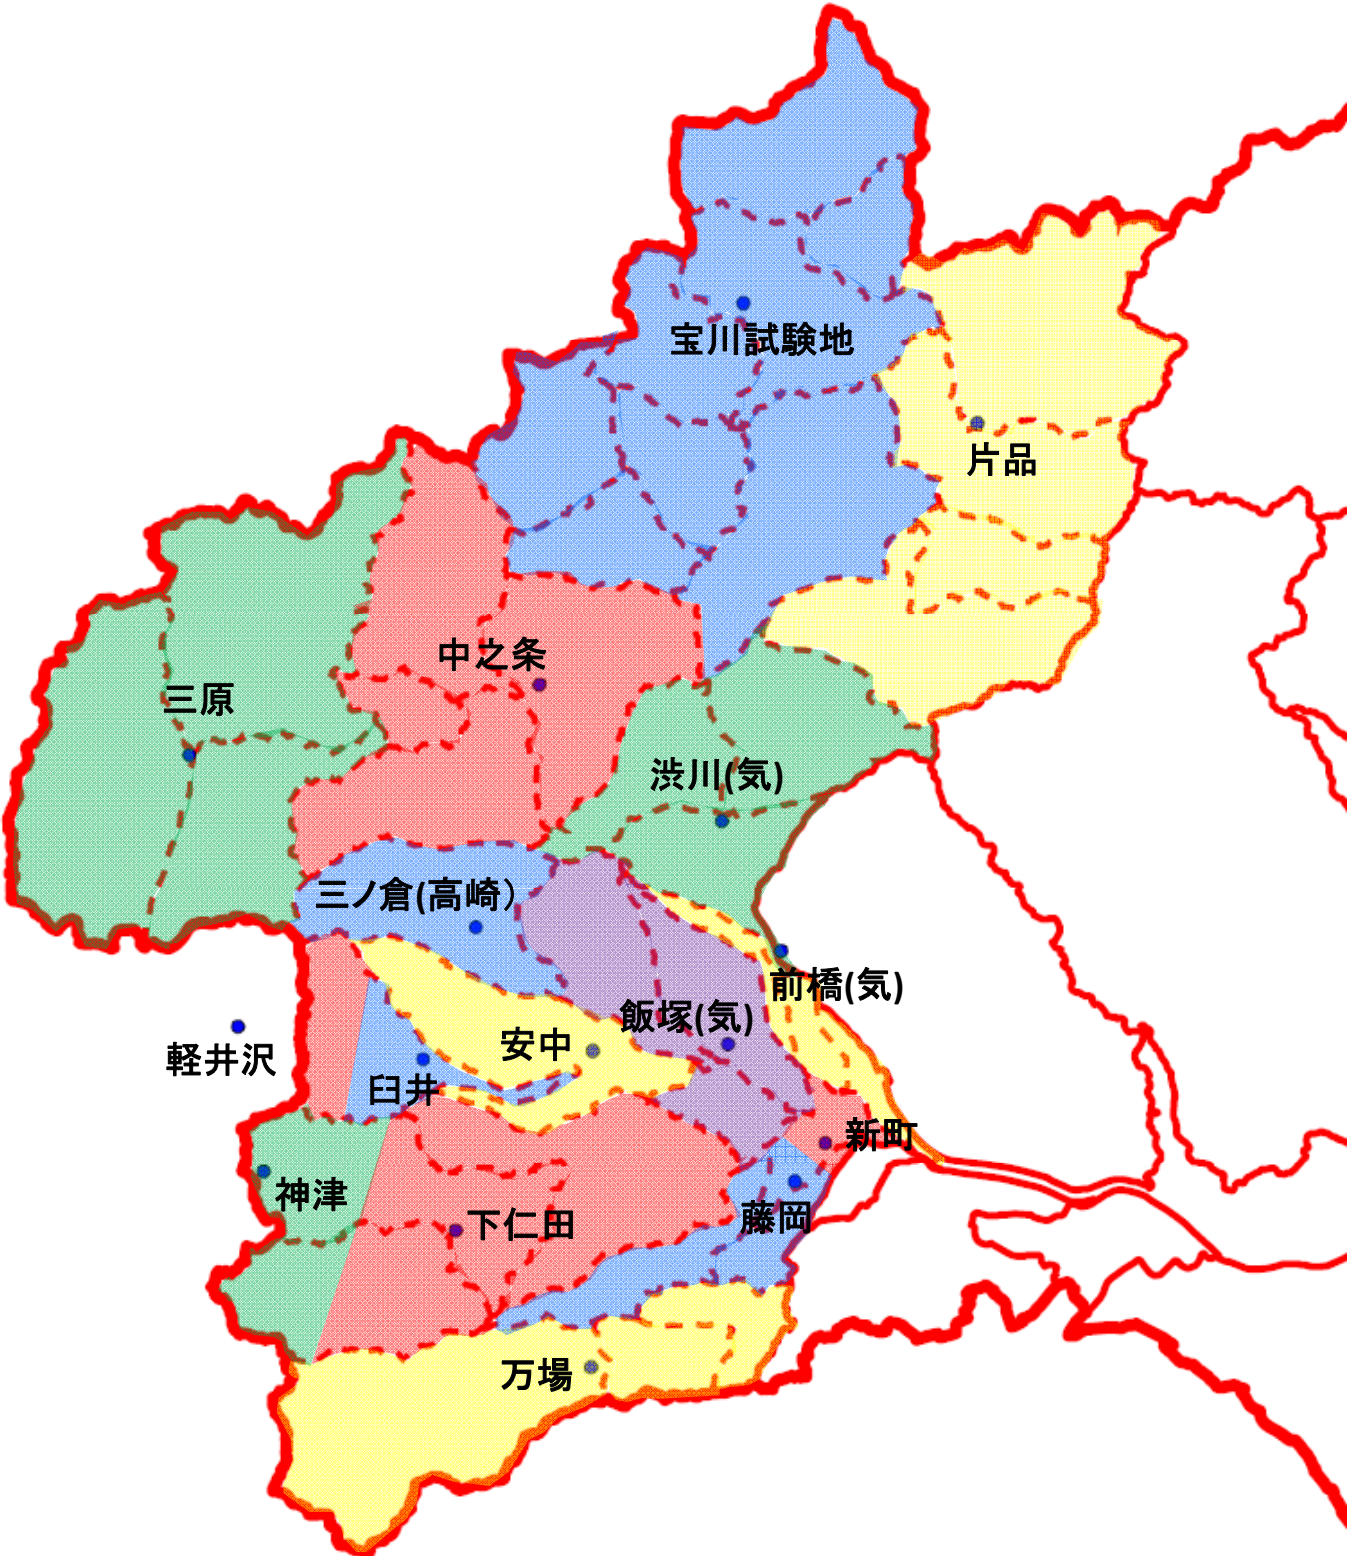 宝川試験地
片品
中之条
三原
渋川(気)
三ノ倉(高崎）
前橋(気)
飯塚(気)
安中
軽井沢
臼井
新町
神津
藤岡
下仁田
万場